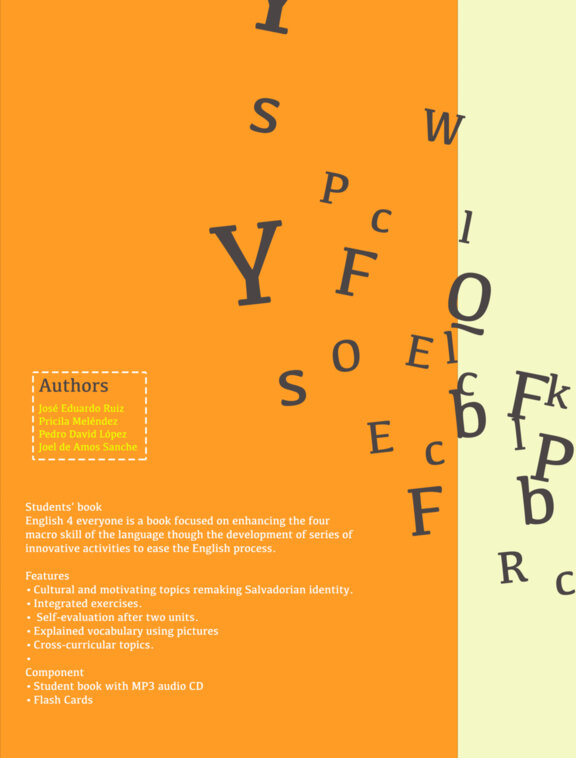 Y
s
W
P
c
l
Y
F
Q
O
E
l
s
c
F
k
b
l
E
c
P
F
b
R
c
Authors
José Eduardo Ruiz
Pricila Meléndez
Pedro David López
Joel de Amos Sanche
Students' book
English 4 everyone is a book focused on enhancing the four
macro skill of the language though the development of series of
innovative activities to ease the English process.
Features
• Cultural and motivating topics remaking Salvadorian identity.
• Integrated exercises.
• Self-evaluation after two units.
• Explained vocabulary using pictures
• Cross-curricular topics.
•
Component
• Student book with MP3 audio CD
• Flash Cards